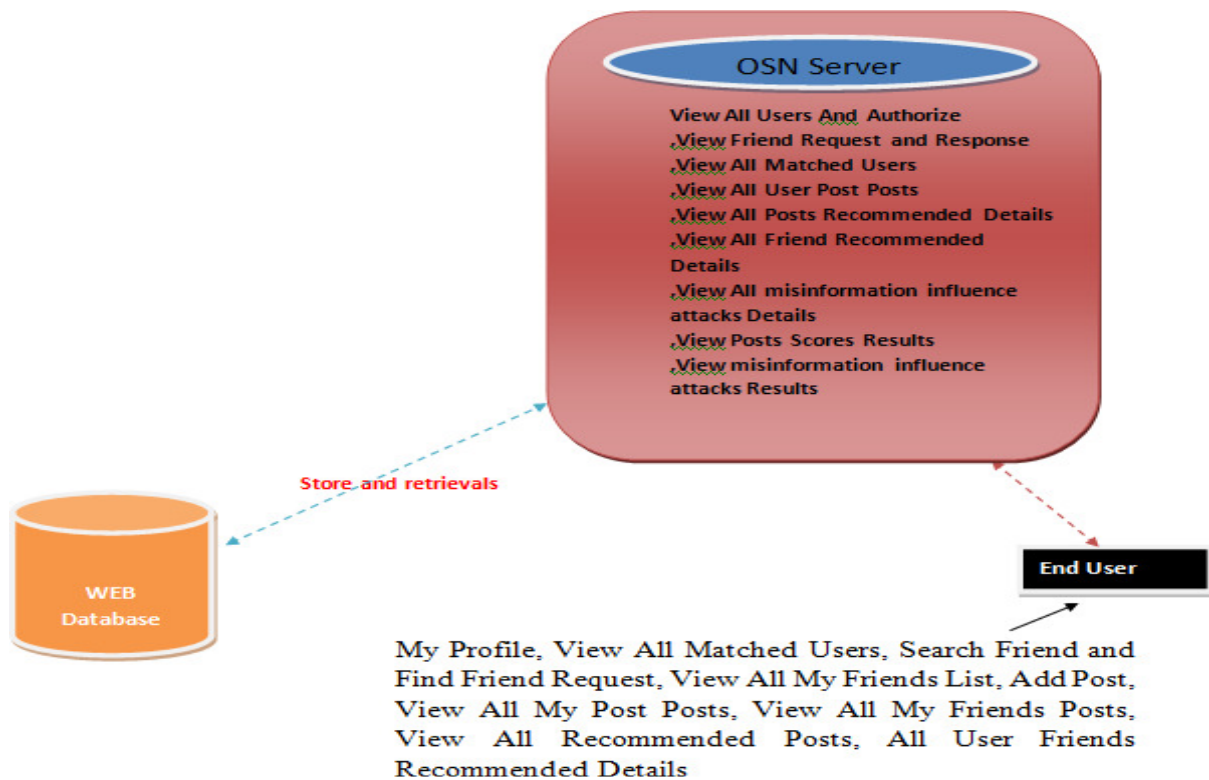 OSN Server
View All Users And Authorize
,View Friend Request and Response
,View All Matched Users
,View All User Post Posts
,View All Posts Recommended Details
,View All Friend Recommended
Details
,View All misinformation influence
attacks Details
,View Posts Scores Results
,View misinformation influence
attacks Results
Store and retrievals
WEB
Database
End User
My Profile, View All Matched Users, Search Friend and
Find Friend Request, View All My Friends List, Add Post,
View All My Post Posts, View All My Friends Posts,
View All Recommended Posts, All User Friends
Recommended Details